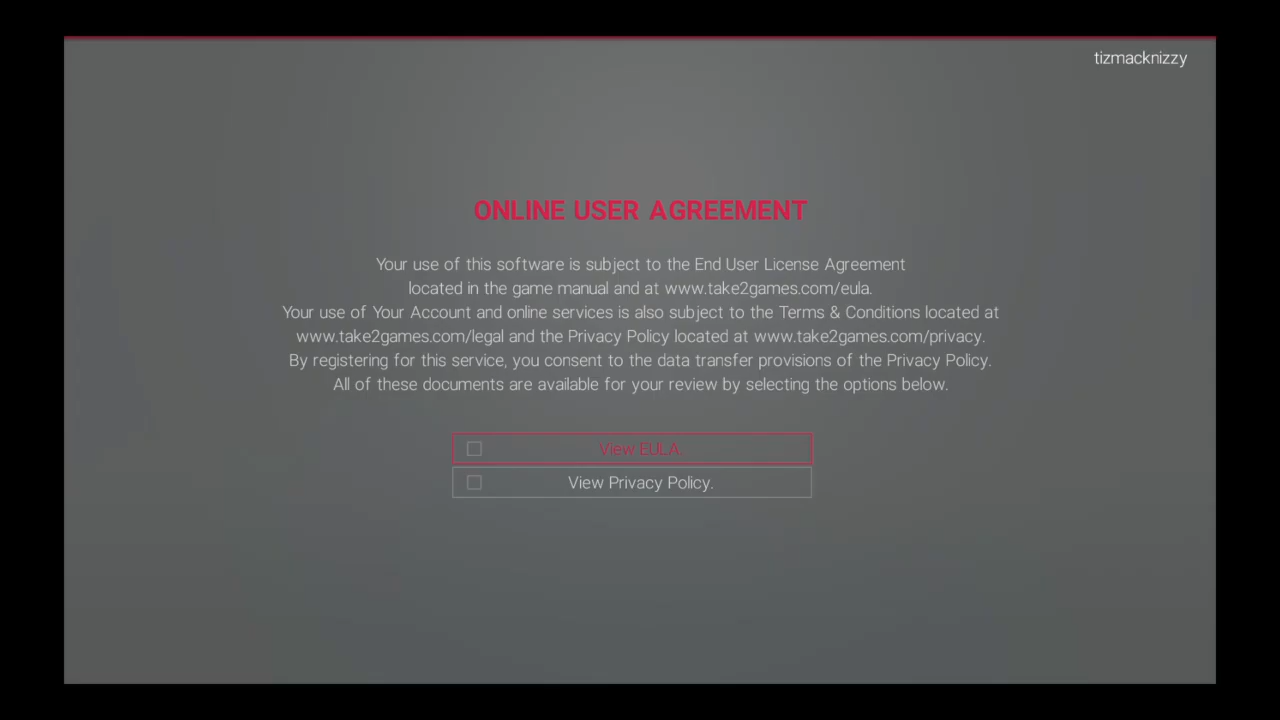 tizmacknizzy
ONLINE USER AGREEMENT
Your use of this software is subject to the End User License Agreement
located in the game manual and at www.take2games.com/eula.
Your use of Your Account and online services is also subject to the Terms & Conditions located at
www.take2games.com/legal and the Privacy Policy located at www.take2games.com/privacy.
By registering for this service, you consent to the data transfer provisions of the Privacy Policy.
All of these documents are available for your review by selecting the options below.
View EULA.
View Privacy Policy.